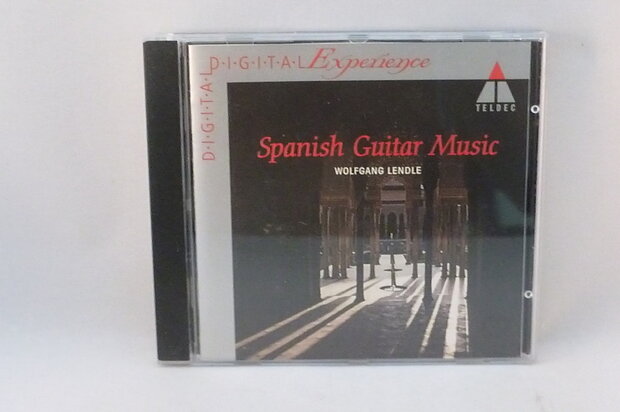 D·I·G·I·T·A·L Experience
D·I·G·I·T·A·L
TELDEC
Spanish Guitar Music
WOLFGANG LENDLE